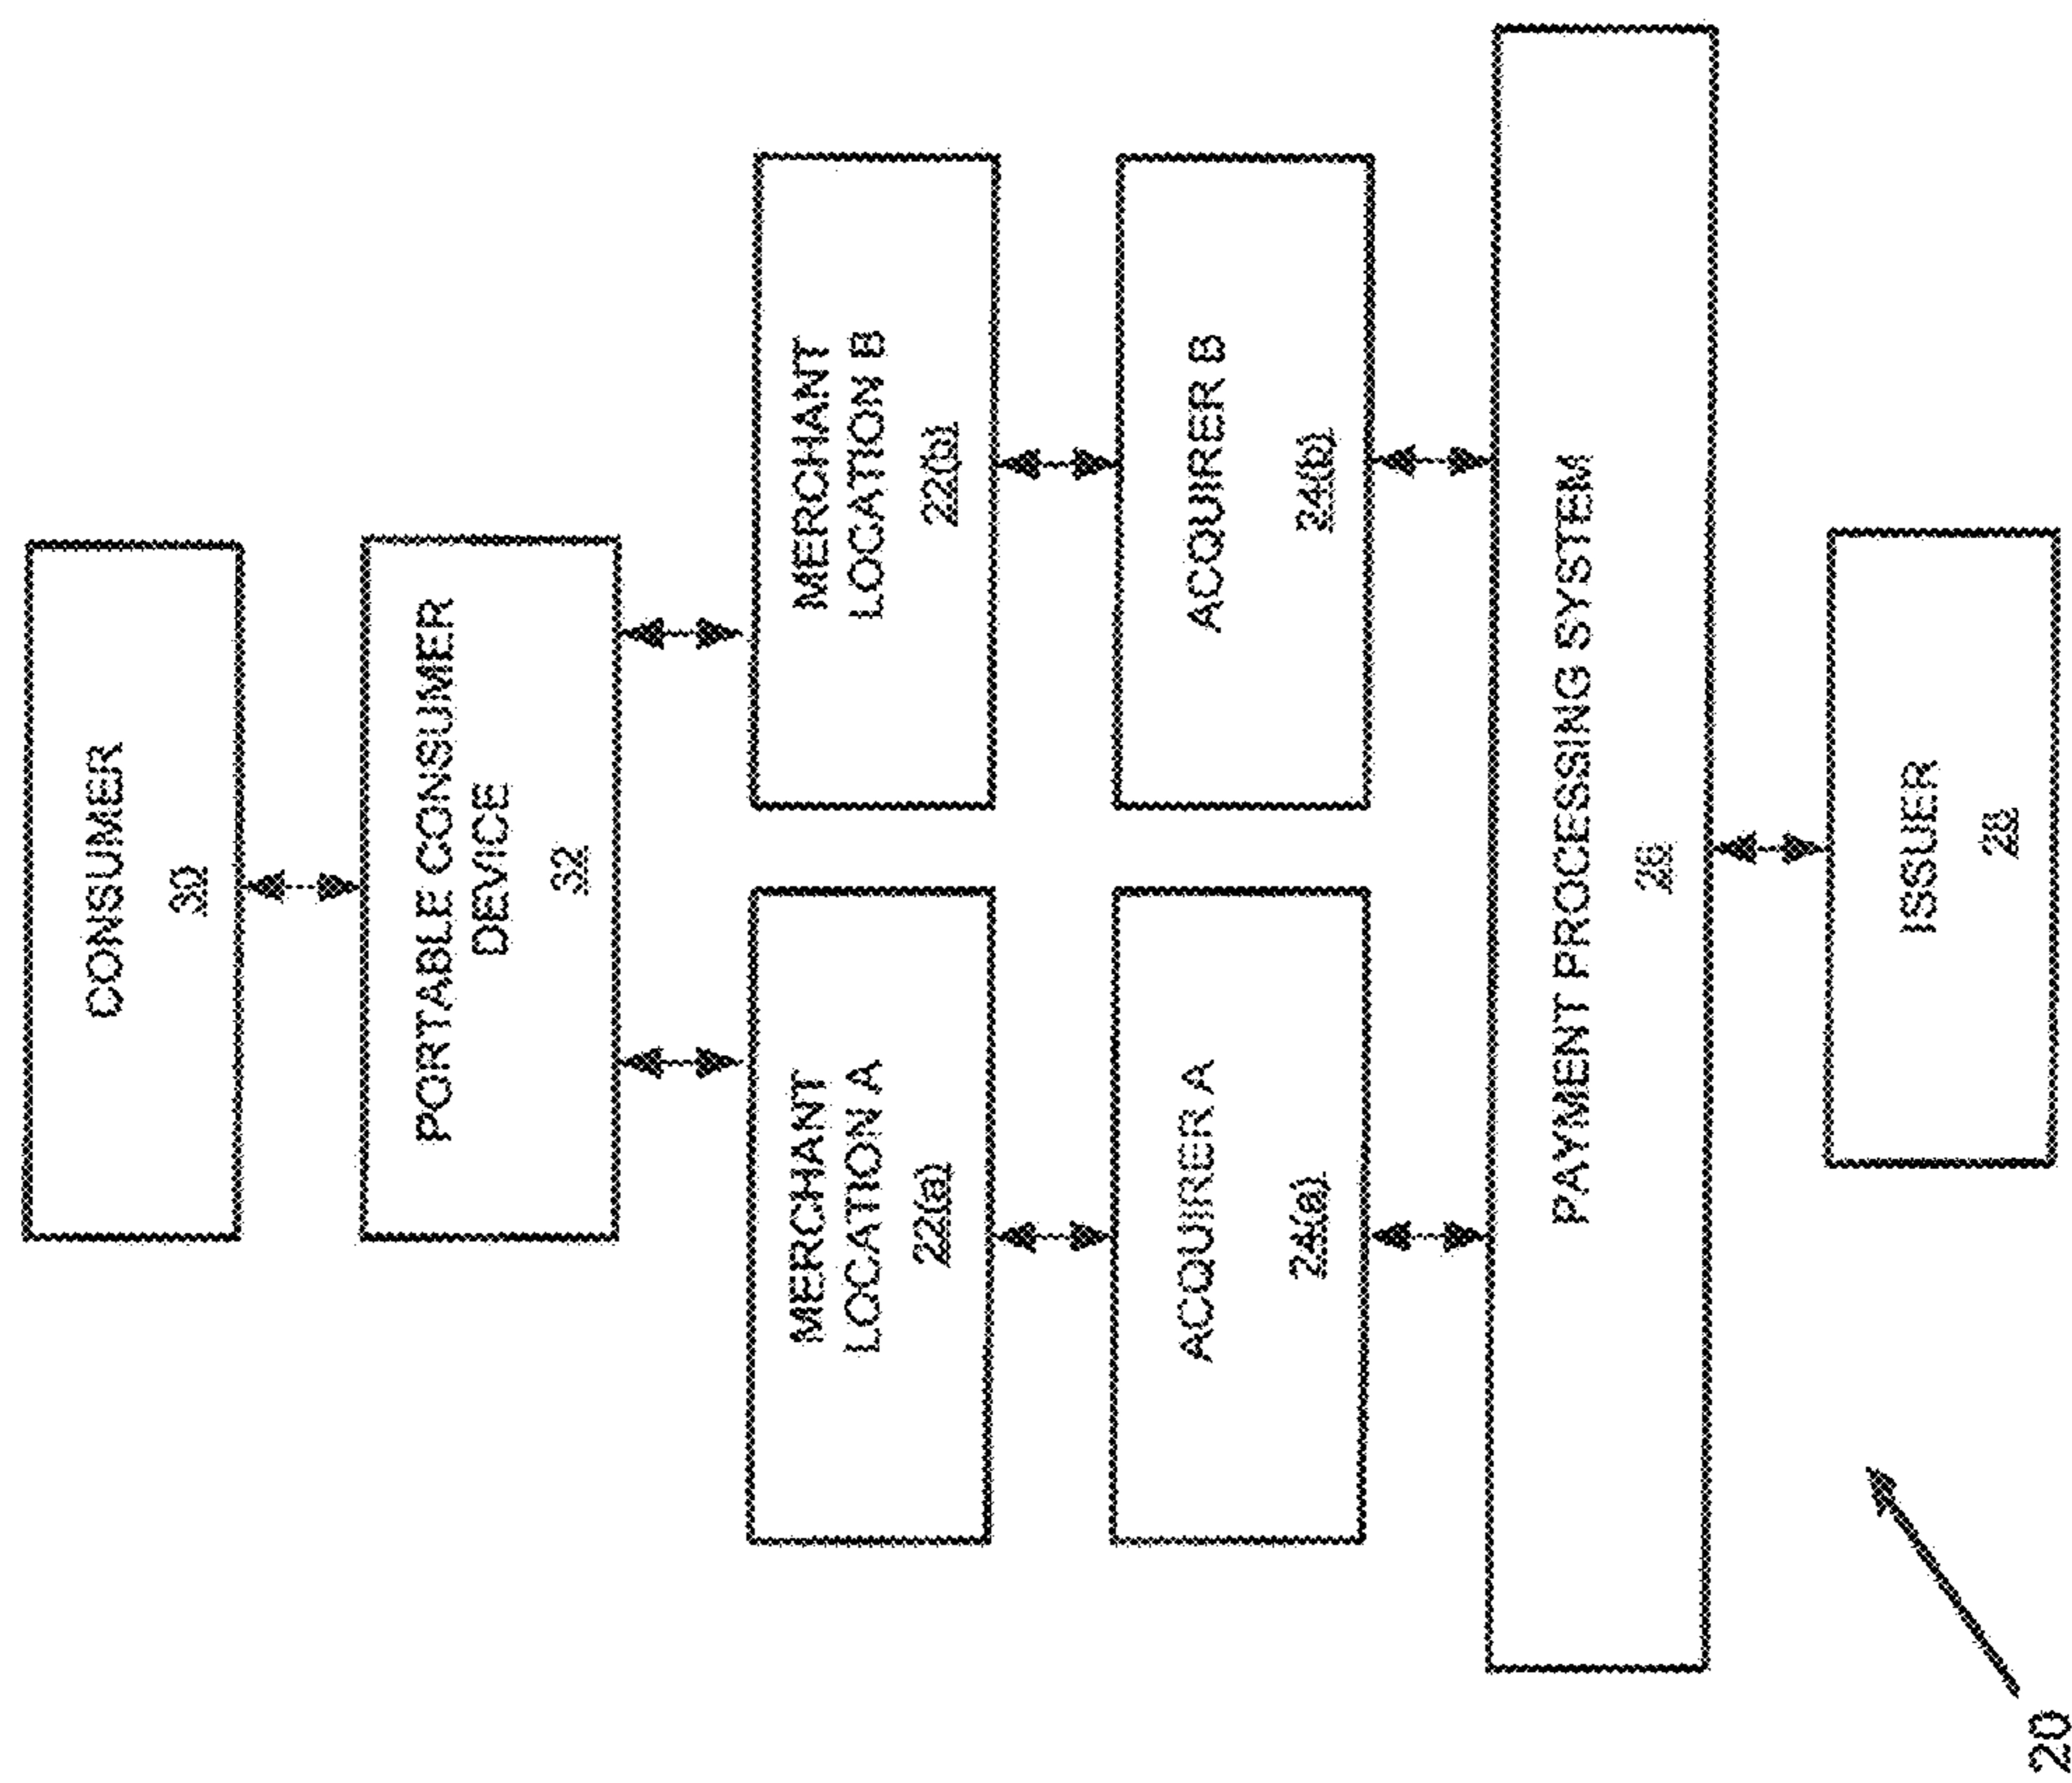 CONSUMER
30
PORTABLE CONSUMER
DEVICE
32
MERCHANT
LOCATION A
22(a)
MERCHANT
LOCATION B
22(b)
ACQUIRER A
24(a)
ACQUIRER B
24(b)
PAYMENT PROCESSING SYSTEM
ISSUER
28
20